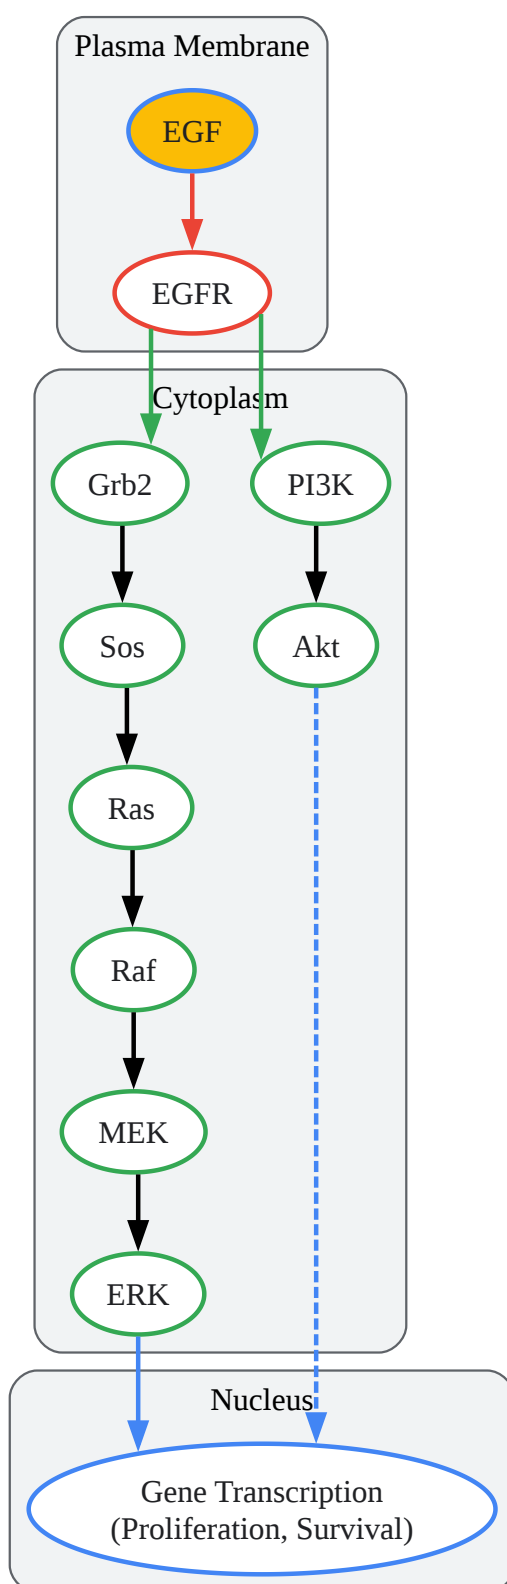 Plasma Membrane
EGF
EGFR
Cytoplasm
Grb2
PI3K
Sos
Akt
Ras
Raf
MEK
ERK
Nucleus
Gene Transcription
(Proliferation, Survival)